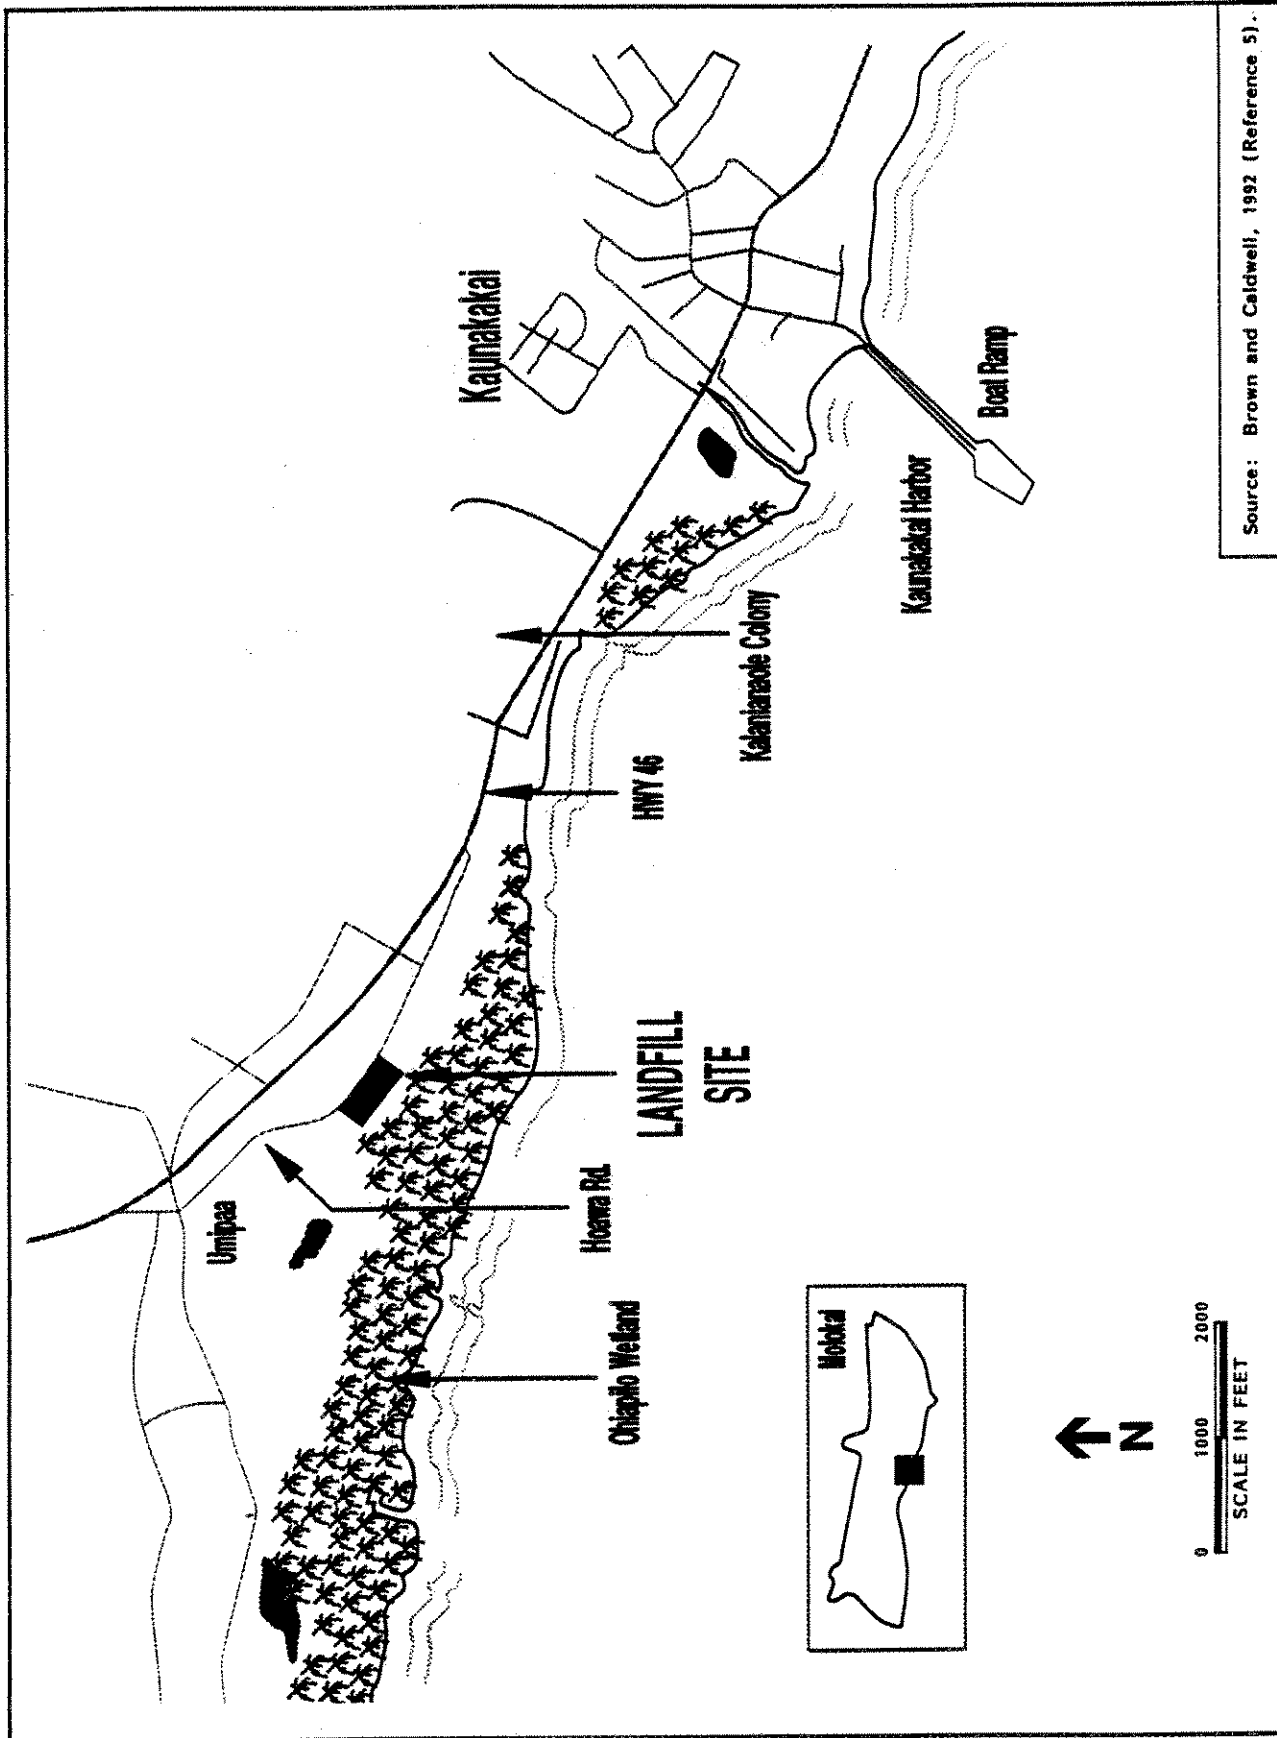 Umipaa
Kaunakakai
Hoawa Rd.
Ohiapilo Wetland
HWY 46
LANDFILL
SITE
Kalanianaole Colony
Molokai
Kaunakakai Harbor
Boat Ramp
N
0 1000 2000
SCALE IN FEET
Source: Brown and Caldwell, 1992 (Reference 5).